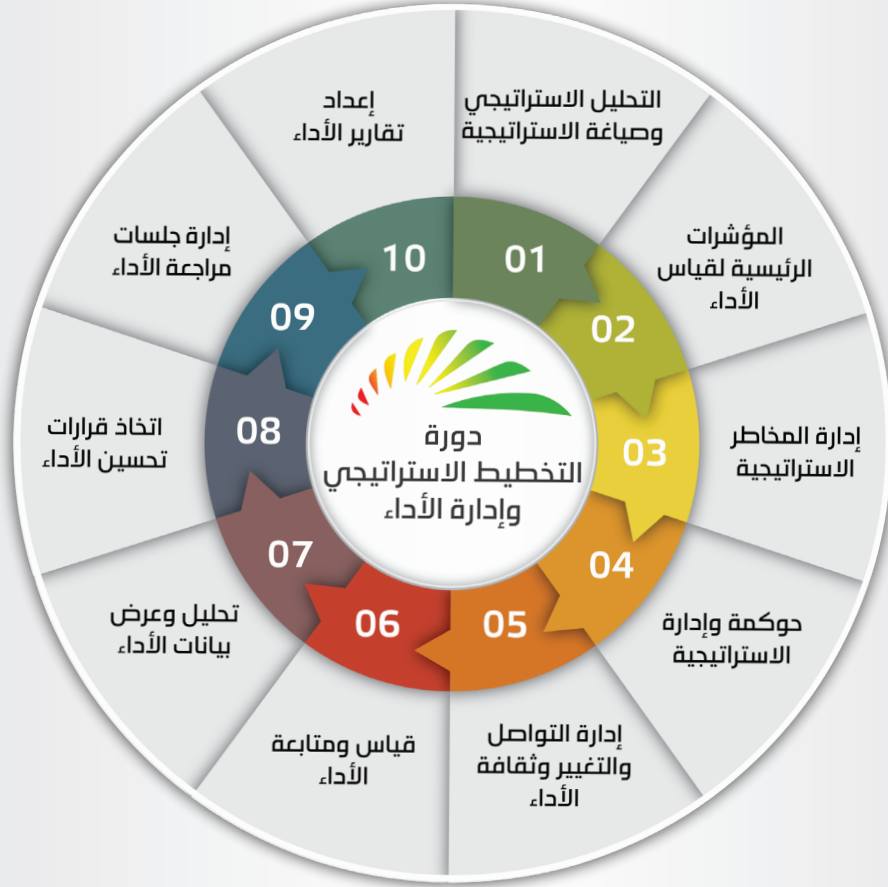 دورة
التخطيط الاستراتيجي
وإدارة الأداء
01
التحليل الاستراتيجي
وصياغة الاستراتيجية
02
المؤشرات
الرئيسية لقياس
الأداء
03
إدارة المخاطر
الاستراتيجية
04
حوكمة وإدارة
الاستراتيجية
05
إدارة التواصل
والتغيير وثقافة
الأداء
06
قياس ومتابعة
الأداء
07
تحليل وعرض
بيانات الأداء
08
اتخاذ قرارات
تحسين الأداء
09
إدارة جلسات
مراجعة الأداء
10
إعداد
تقارير الأداء